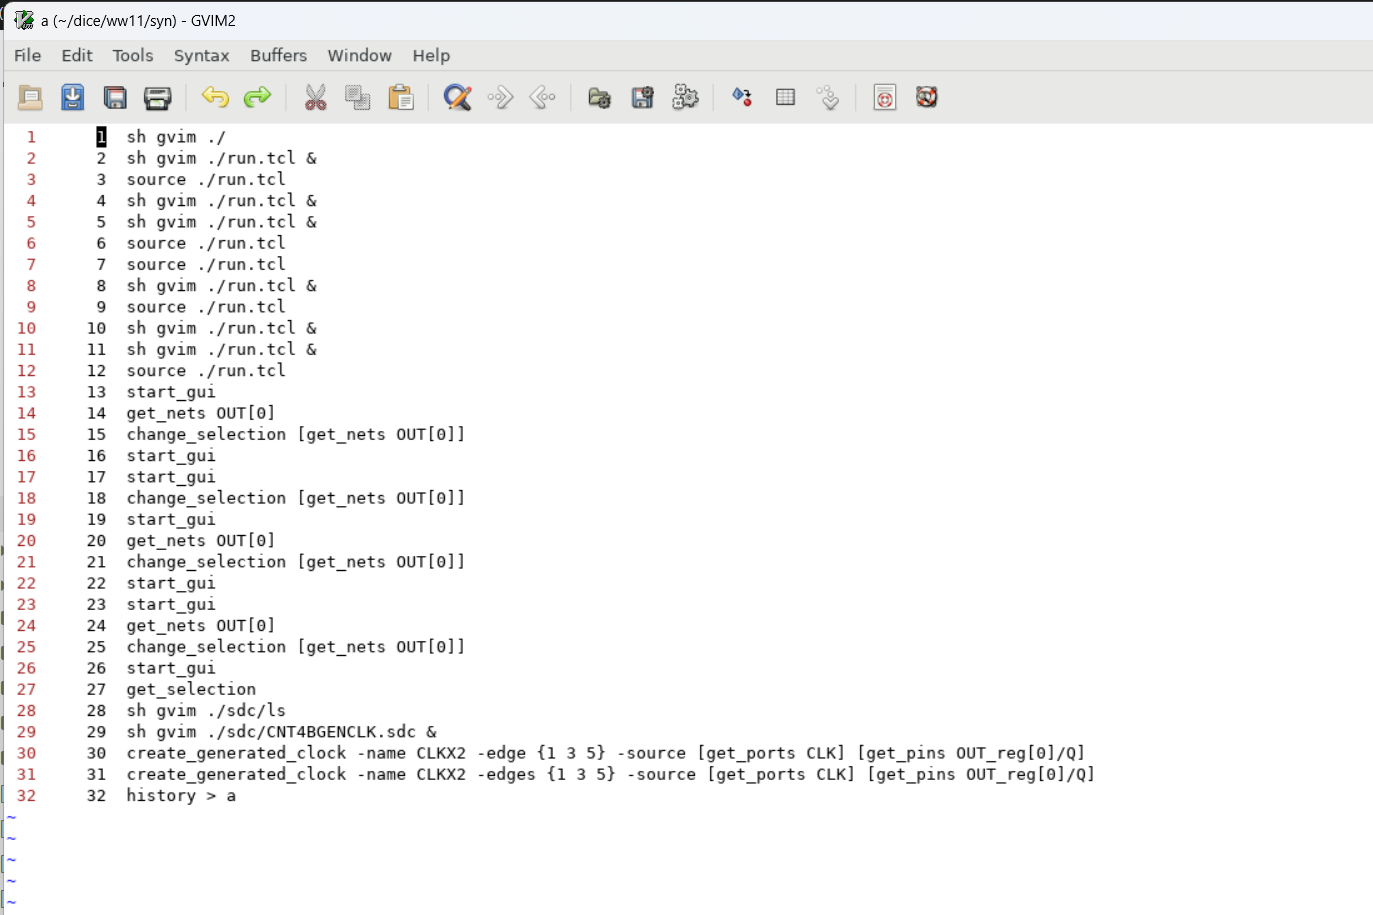 a (~/dice/ww11/syn) - GVIM2
File Edit Tools Syntax Buffers Window Help
1 1 sh gvim ./
2 2 sh gvim ./run.tcl &
3 3 source ./run.tcl
4 4 sh gvim ./run.tcl &
5 5 sh gvim ./run.tcl &
6 6 source ./run.tcl
7 7 source ./run.tcl
8 8 sh gvim ./run.tcl &
9 9 source ./run.tcl
10 10 sh gvim ./run.tcl &
11 11 sh gvim ./run.tcl &
12 12 source ./run.tcl
13 13 start_gui
14 14 get_nets OUT[0]
15 15 change_selection [get_nets OUT[0]]
16 16 start_gui
17 17 start_gui
18 18 change_selection [get_nets OUT[0]]
19 19 start_gui
20 20 get_nets OUT[0]
21 21 change_selection [get_nets OUT[0]]
22 22 start_gui
23 23 start_gui
24 24 get_nets OUT[0]
25 25 change_selection [get_nets OUT[0]]
26 26 start_gui
27 27 get_selection
28 28 sh gvim ./sdc/ls
29 29 sh gvim ./sdc/CNT4BGENCLK.sdc &
30 30 create_generated_clock -name CLKX2 -edge {1 3 5} -source [get_ports CLK] [get_pins OUT_reg[0]/Q]
31 31 create_generated_clock -name CLKX2 -edges {1 3 5} -source [get_ports CLK] [get_pins OUT_reg[0]/Q]
32 32 history > a
~
~
~
~
~